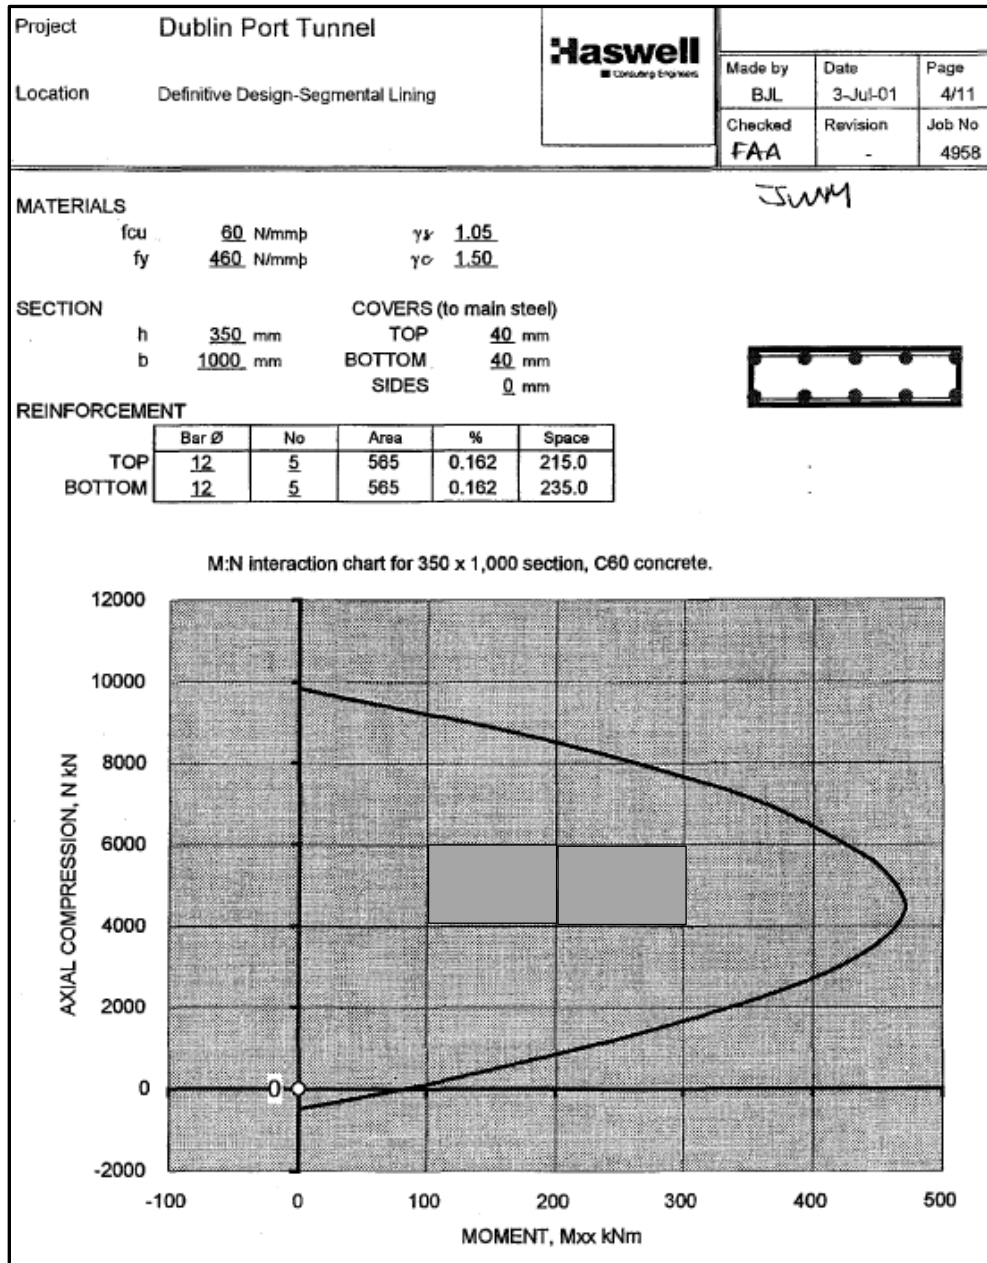 Project Dublin Port Tunnel
Haswell
Consulting Engineers
Made by Date Page
Location Definitive Design-Segmental Lining
BJL 3-Jul-01 4/11
Checked Revision Job No
FAA - 4958
MATERIALS
fcu 60 N/mmþ γs 1.05
fy 460 N/mmþ γc 1.50
SECTION COVERS (to main steel)
h 350 mm TOP 40 mm
b 1000 mm BOTTOM 40 mm
SIDES 0 mm
REINFORCEMENT
Bar Ø No Area % Space
TOP 12 5 565 0.162 215.0
BOTTOM 12 5 565 0.162 235.0
M:N interaction chart for 350 x 1,000 section, C60 concrete.
12000
10000
8000
6000
4000
2000
0
-2000
AXIAL COMPRESSION, N kN
0
-100 0 100 200 300 400 500
MOMENT, Mxx kNm